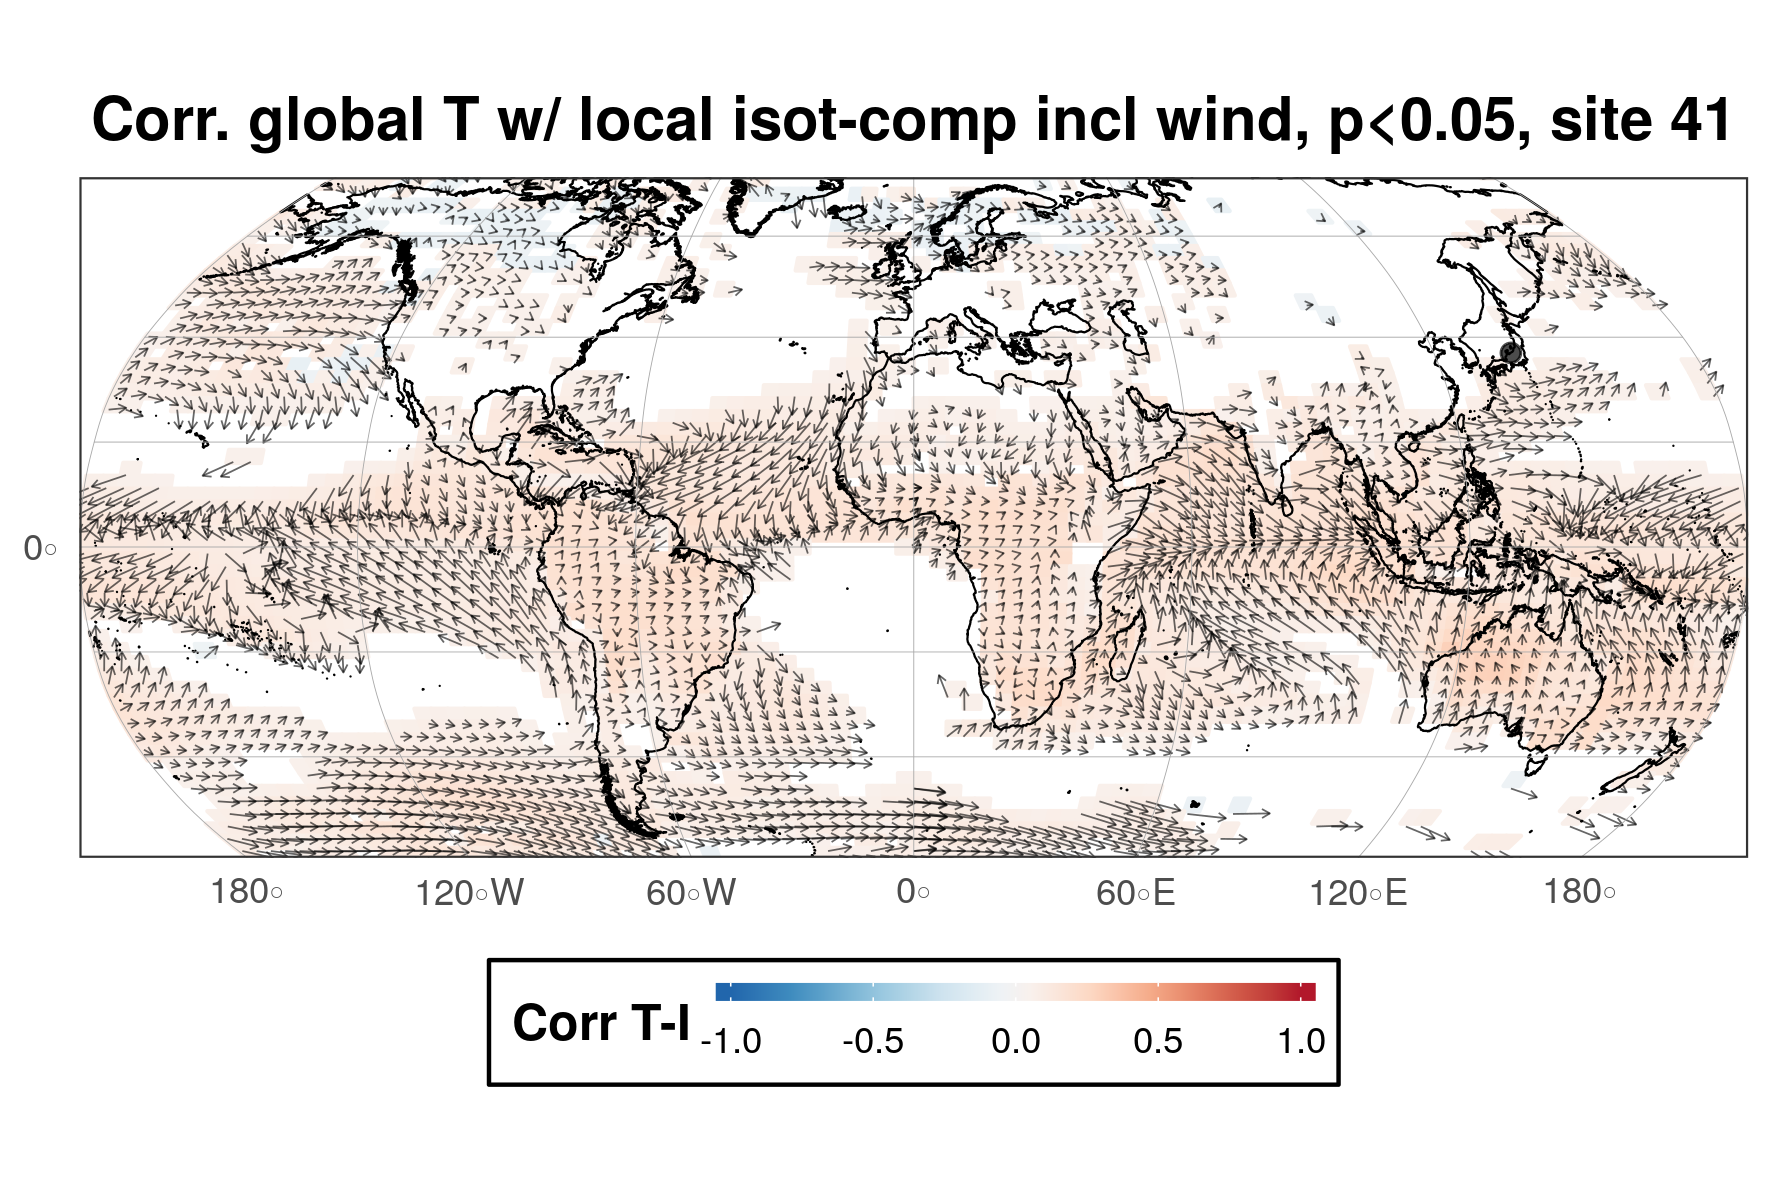 Corr. global T w/ local isot-comp incl wind, p<0.05, site 41
0°
180° 120°W 60°W 0° 60°E 120°E 180°
Corr T-I
-1.0 -0.5 0.0 0.5 1.0